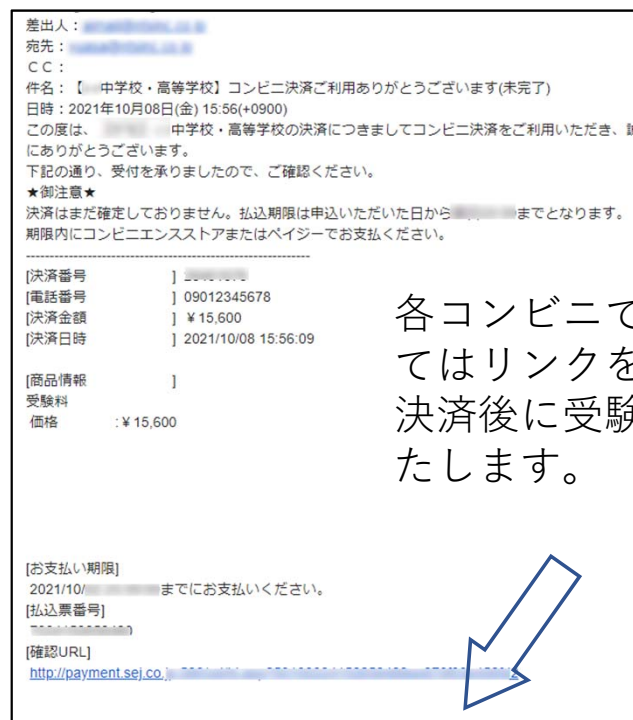 差出人：
宛先：
ＣＣ：
件名：【 中学校・高等学校】コンビニ決済ご利用ありがとうございます(未完了)
日時：2021年10月08日(金) 15:56(+0900)
この度は、 中学校・高等学校の決済につきましてコンビニ決済をご利用いただき、誠
にありがとうございます。
下記の通り、受付を承りましたので、ご確認ください。
★御注意★
決済はまだ確定しておりません。払込期限は申込いただいた日から までとなります。
期限内にコンビニエンスストアまたはペイジーでお支払ください。
------------------------------------------------------------
[決済番号 ]
[電話番号 ] 09012345678
[決済金額 ] ￥15,600
[決済日時 ] 2021/10/08 15:56:09
[商品情報 ]
受験料
価格 :￥15,600
各コンビニで
てはリンクを
決済後に受験
たします。
[お支払い期限]
2021/10/ までにお支払いください。
[払込票番号]
[確認URL]
http://payment.sej.co.